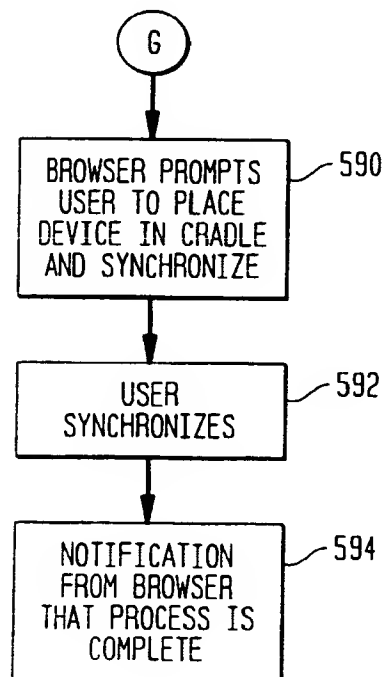 G
BROWSER PROMPTS
USER TO PLACE
DEVICE IN CRADLE
AND SYNCHRONIZE
590
USER
SYNCHRONIZES
592
NOTIFICATION
FROM BROWSER
THAT PROCESS IS
COMPLETE
594